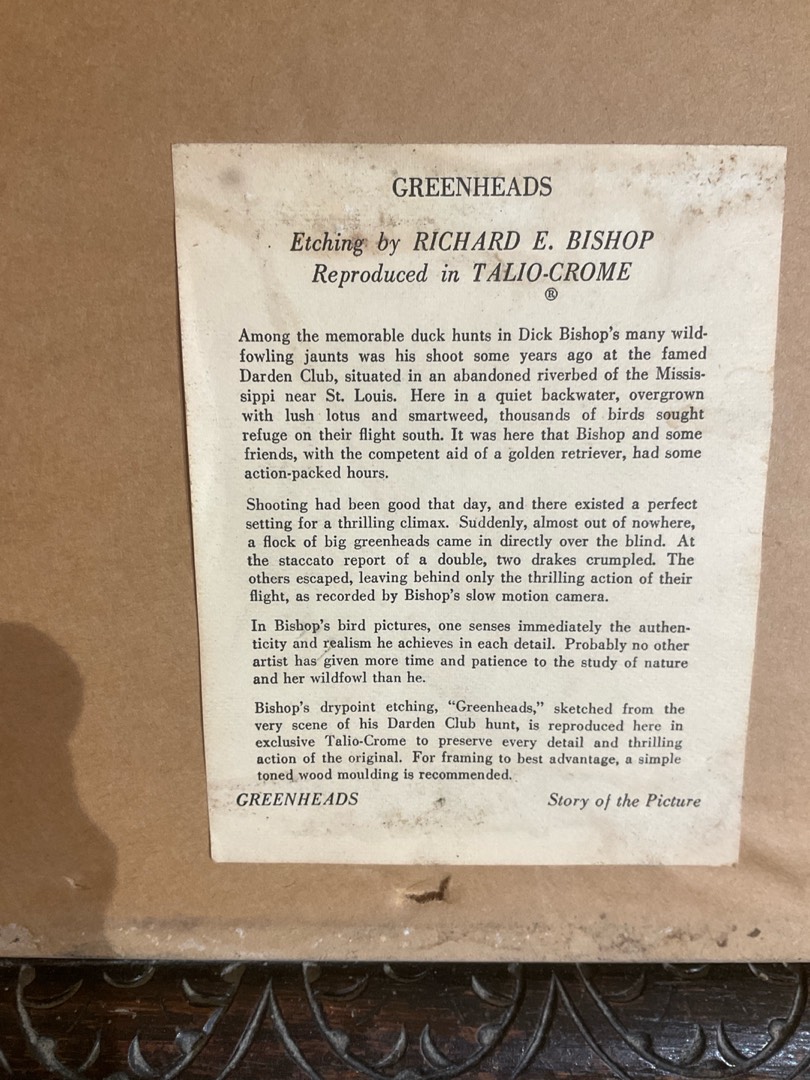 GREENHEADS
Etching by RICHARD E. BISHOP
Reproduced in TALIO-CROME
®
Among the memorable duck hunts in Dick Bishop's many wild-
fowling jaunts was his shoot some years ago at the famed
Darden Club, situated in an abandoned riverbed of the Missis-
sippi near St. Louis. Here in a quiet backwater, overgrown
with lush lotus and smartweed, thousands of birds sought
refuge on their flight south. It was here that Bishop and some
friends, with the competent aid of a golden retriever, had some
action-packed hours.
Shooting had been good that day, and there existed a perfect
setting for a thrilling climax. Suddenly, almost out of nowhere,
a flock of big greenheads came in directly over the blind. At
the staccato report of a double, two drakes crumpled. The
others escaped, leaving behind only the thrilling action of their
flight, as recorded by Bishop's slow motion camera.
In Bishop's bird pictures, one senses immediately the authen-
ticity and realism he achieves in each detail. Probably no other
artist has given more time and patience to the study of nature
and her wildfowl than he.
Bishop's drypoint etching, "Greenheads," sketched from the
very scene of his Darden Club hunt, is reproduced here in
exclusive Talio-Crome to preserve every detail and thrilling
action of the original. For framing to best advantage, a simple
toned wood moulding is recommended.
GREENHEADS Story of the Picture